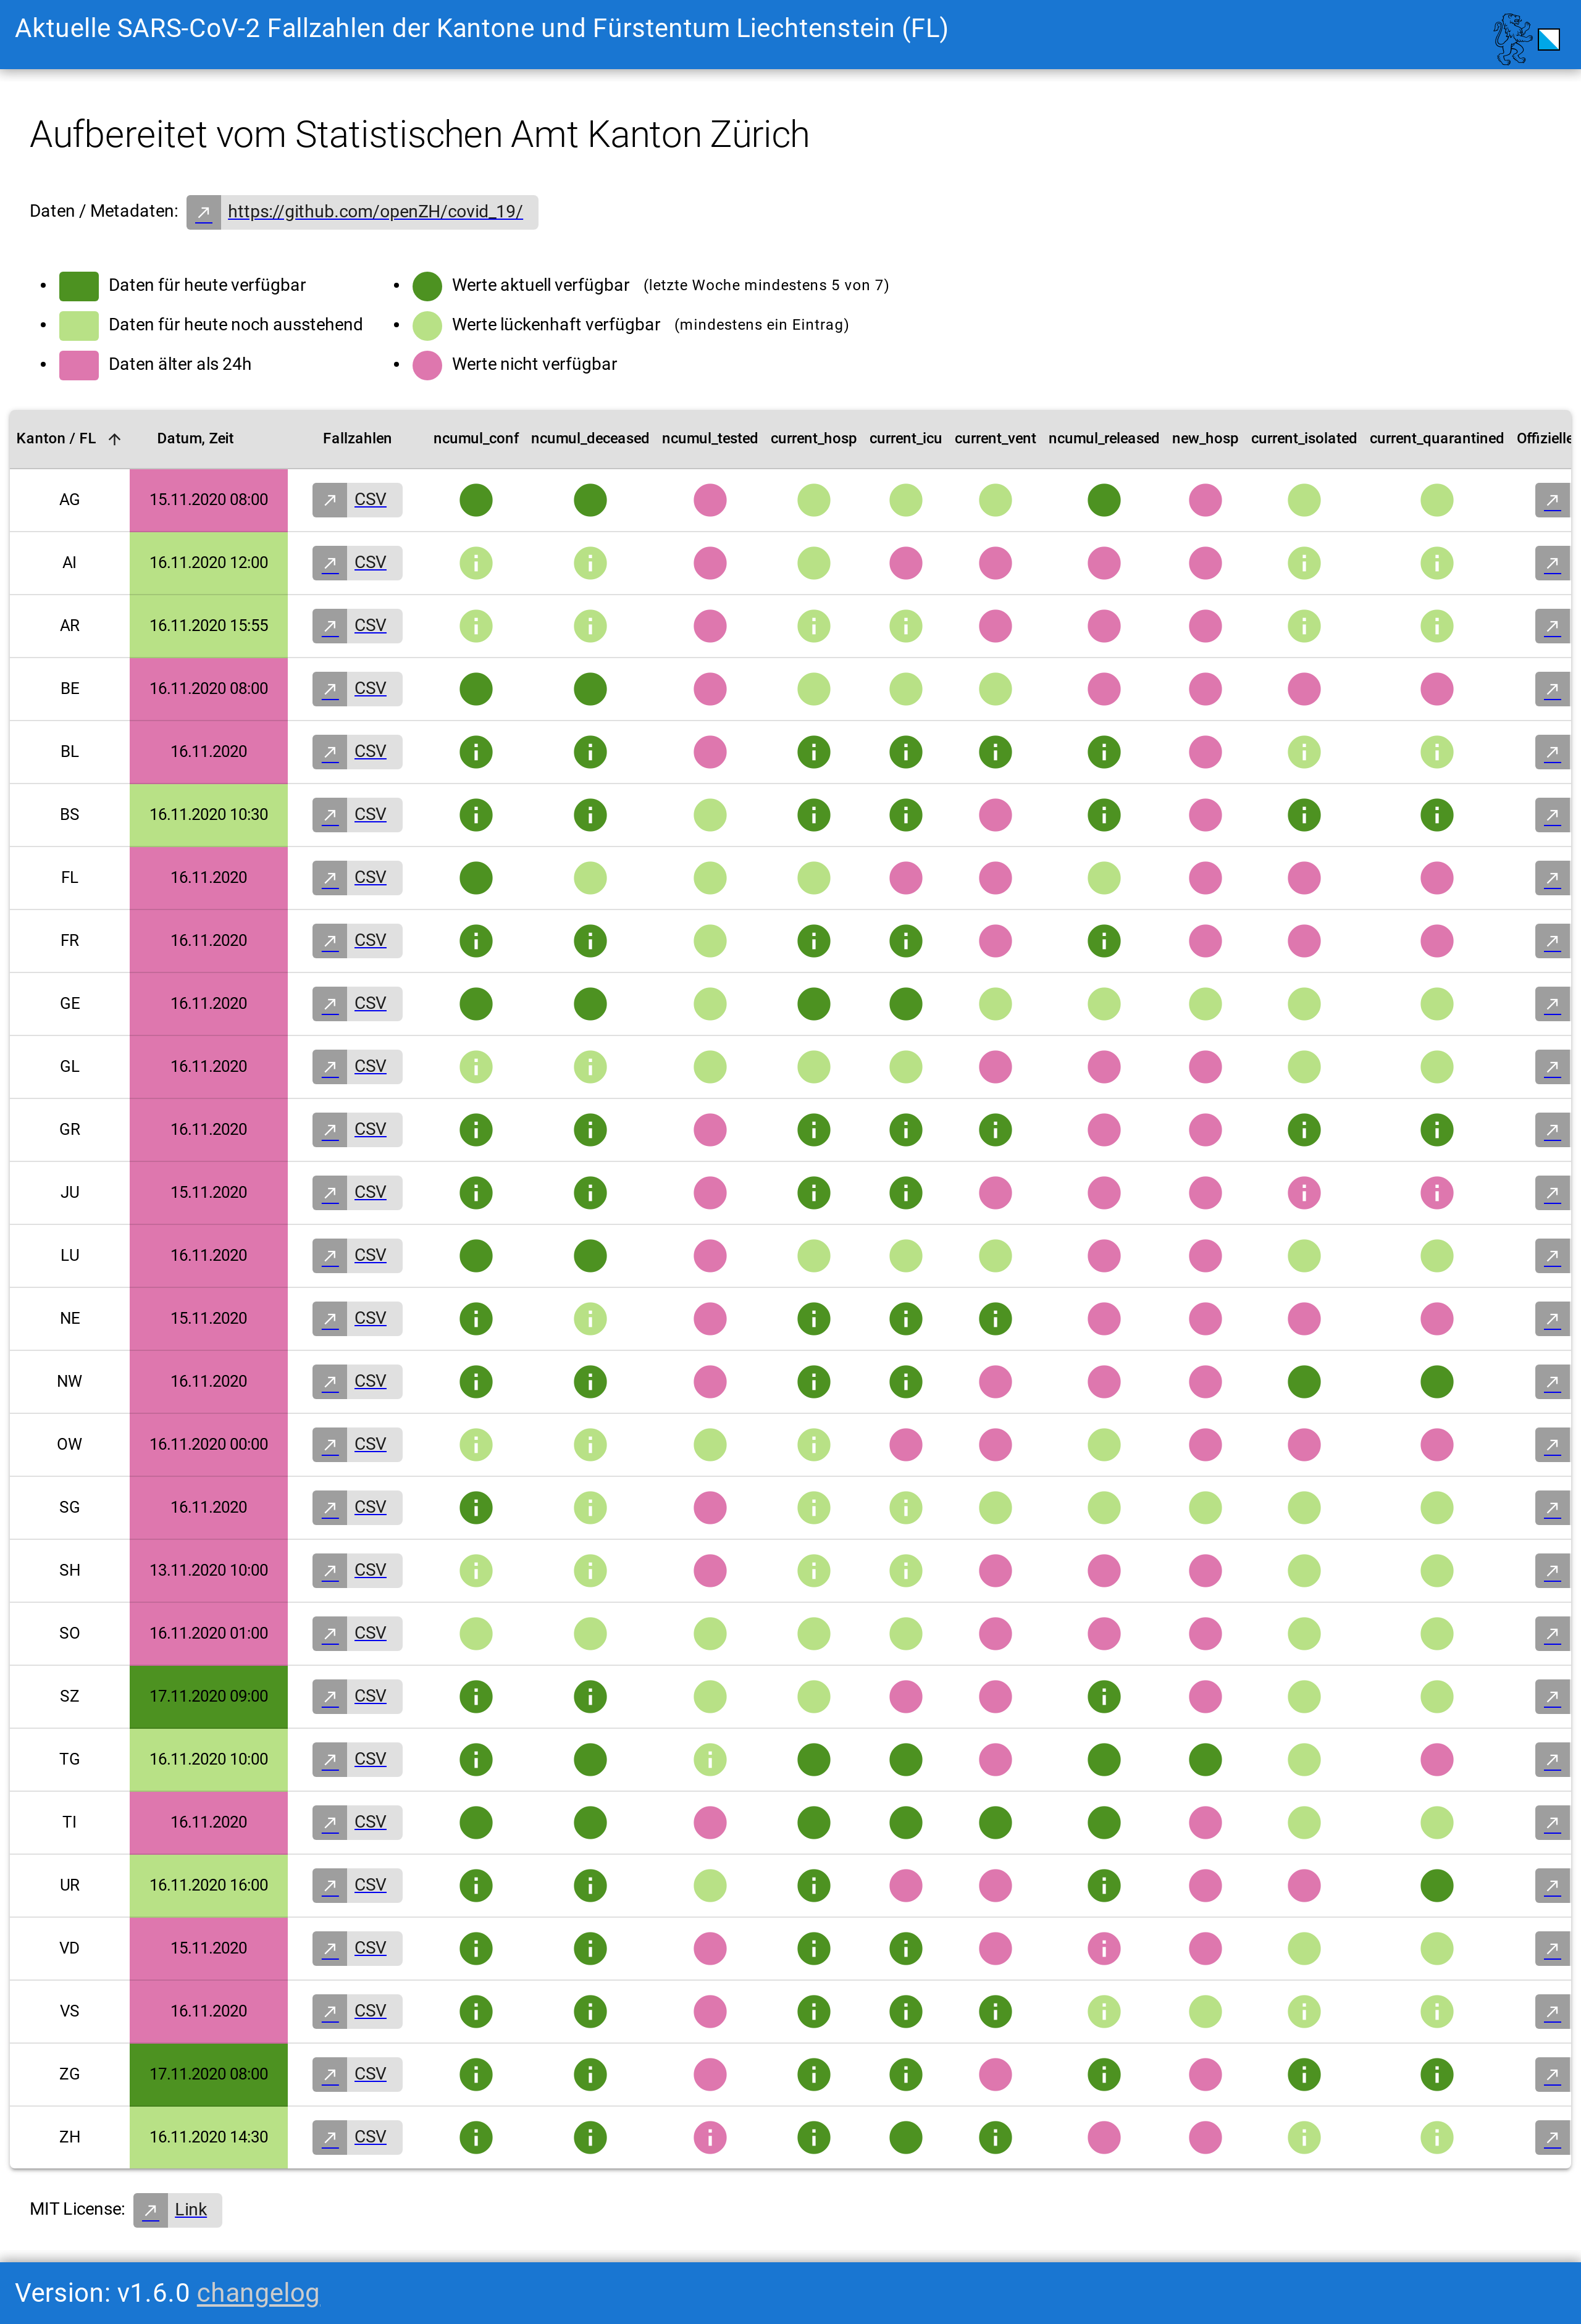 Aktuelle SARS-CoV-2 Fallzahlen der Kantone und Fürstentum Liechtenstein (FL)
Aufbereitet vom Statistischen Amt Kanton Zürich
Daten / Metadaten: https://github.com/openZH/covid_19/
Daten für heute verfügbar
Daten für heute noch ausstehend
Daten älter als 24h
Werte aktuell verfügbar (letzte Woche mindestens 5 von 7)
Werte lückenhaft verfügbar (mindestens ein Eintrag)
Werte nicht verfügbar
Kanton / FL Datum, Zeit Fallzahlen ncumul_conf ncumul_deceased ncumul_tested current_hosp current_icu current_vent ncumul_released new_hosp current_isolated current_quarantined Offizielle
AG 15.11.2020 08:00 CSV
AI 16.11.2020 12:00 CSV
AR 16.11.2020 15:55 CSV
BE 16.11.2020 08:00 CSV
BL 16.11.2020 CSV
BS 16.11.2020 10:30 CSV
FL 16.11.2020 CSV
FR 16.11.2020 CSV
GE 16.11.2020 CSV
GL 16.11.2020 CSV
GR 16.11.2020 CSV
JU 15.11.2020 CSV
LU 16.11.2020 CSV
NE 15.11.2020 CSV
NW 16.11.2020 CSV
OW 16.11.2020 00:00 CSV
SG 16.11.2020 CSV
SH 13.11.2020 10:00 CSV
SO 16.11.2020 01:00 CSV
SZ 17.11.2020 09:00 CSV
TG 16.11.2020 10:00 CSV
TI 16.11.2020 CSV
UR 16.11.2020 16:00 CSV
VD 15.11.2020 CSV
VS 16.11.2020 CSV
ZG 17.11.2020 08:00 CSV
ZH 16.11.2020 14:30 CSV
MIT License: Link
Version: v1.6.0 changelog